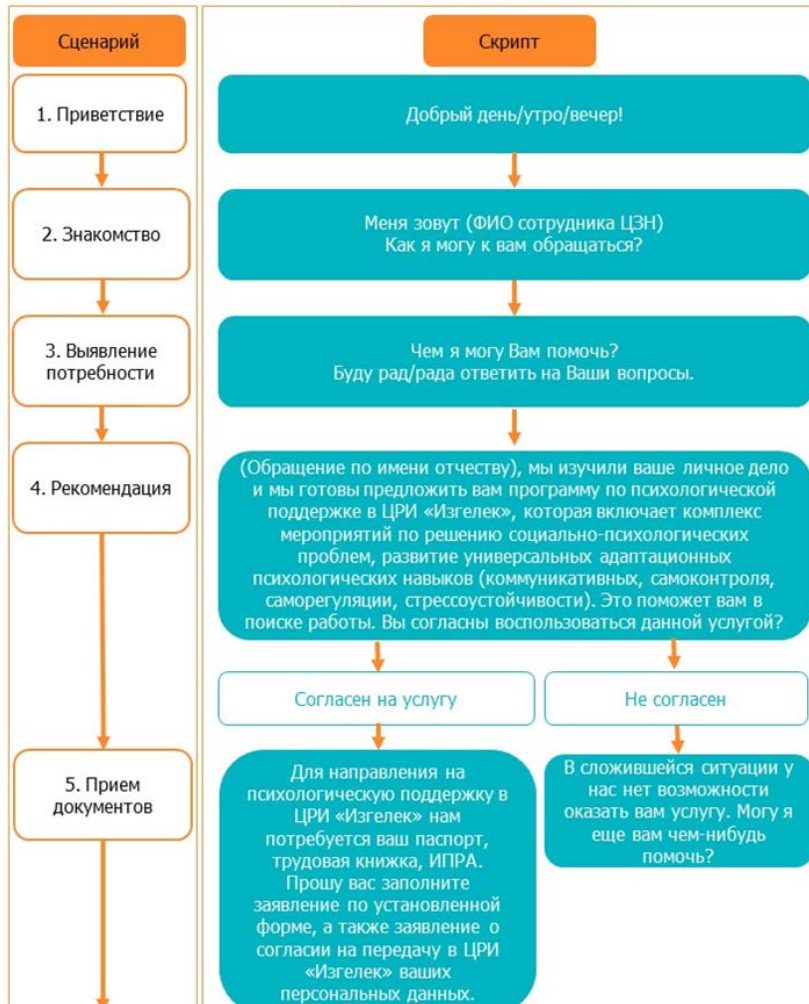 Сценарий
Скрипт
1. Приветствие
Добрый день/утро/вечер!
2. Знакомство
Меня зовут (ФИО сотрудника ЦЗН)
Как я могу к вам обращаться?
3. Выявление
потребности
Чем я могу Вам помочь?
Буду рад/рада ответить на Ваши вопросы.
4. Рекомендация
(Обращение по имени отчеству), мы изучили ваше личное дело
и мы готовы предложить вам программу по психологической
поддержке в ЦРИ «Изгелек», которая включает комплекс
мероприятий по решению социально-психологических
проблем, развитие универсальных адаптационных
психологических навыков (коммуникативных, самоконтроля,
саморегуляции, стрессоустойчивости). Это поможет вам в
поиске работы. Вы согласны воспользоваться данной услугой?
Согласен на услугу
Не согласен
5. Прием
документов
Для направления на
психологическую поддержку в
ЦРИ «Изгелек» нам
потребуется ваш паспорт,
трудовая книжка, ИПРА.
Прошу вас заполните
заявление по установленной
форме, а также заявление о
согласии на передачу в ЦРИ
«Изгелек» ваших
персональных данных.
В сложившейся ситуации у
нас нет возможности
оказать вам услугу. Могу я
еще вам чем-нибудь
помочь?